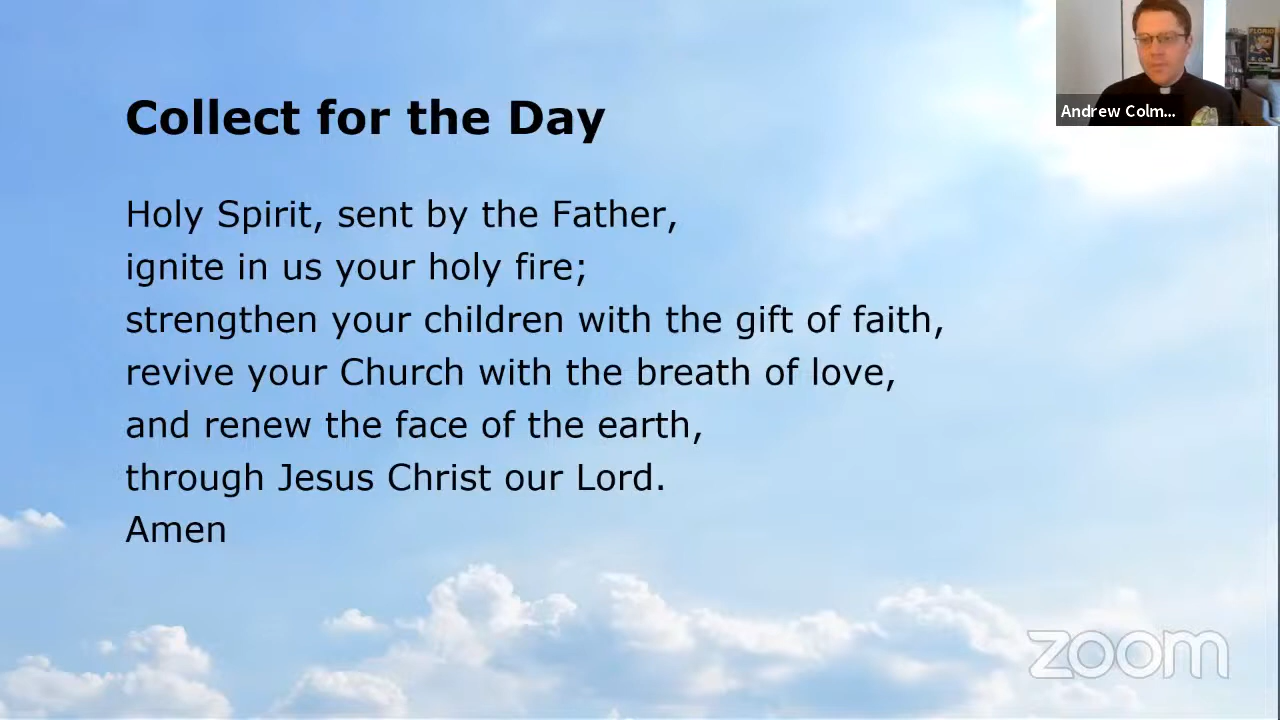 Collect for the Day
Holy Spirit, sent by the Father,
ignite in us your holy fire;
strengthen your children with the gift of faith,
revive your Church with the breath of love,
and renew the face of the earth,
through Jesus Christ our Lord.
Amen
Andrew Colm...
FLORIO
zoom